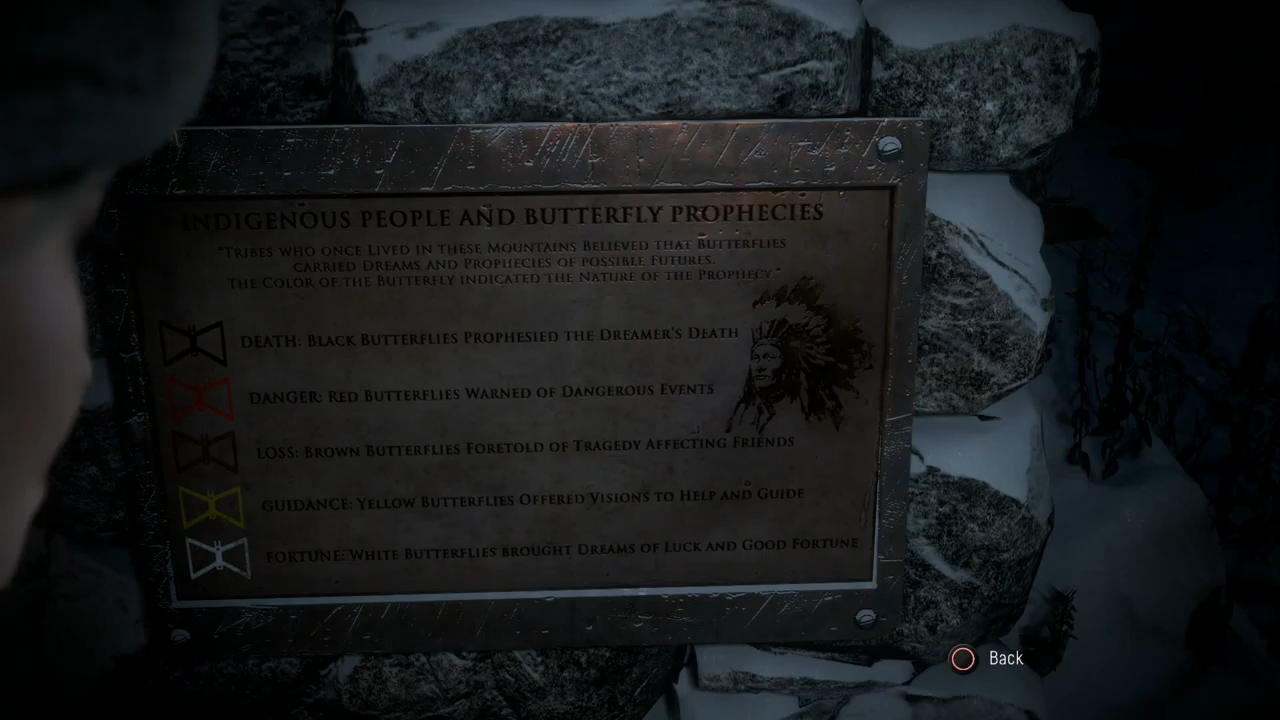 INDIGENOUS PEOPLE AND BUTTERFLY PROPHECIES
"TRIBES WHO ONCE LIVED IN THESE MOUNTAINS BELIEVED THAT BUTTERFLIES
CARRIED DREAMS AND PROPHECIES OF POSSIBLE FUTURES.
THE COLOR OF THE BUTTERFLY INDICATED THE NATURE OF THE PROPHECY."
DEATH: BLACK BUTTERFLIES PROPHESIED THE DREAMER'S DEATH
DANGER: RED BUTTERFLIES WARNED OF DANGEROUS EVENTS
LOSS: BROWN BUTTERFLIES FORETOLD OF TRAGEDY AFFECTING FRIENDS
GUIDANCE: YELLOW BUTTERFLIES OFFERED VISIONS TO HELP AND GUIDE
FORTUNE: WHITE BUTTERFLIES BROUGHT DREAMS OF LUCK AND GOOD FORTUNE
Back